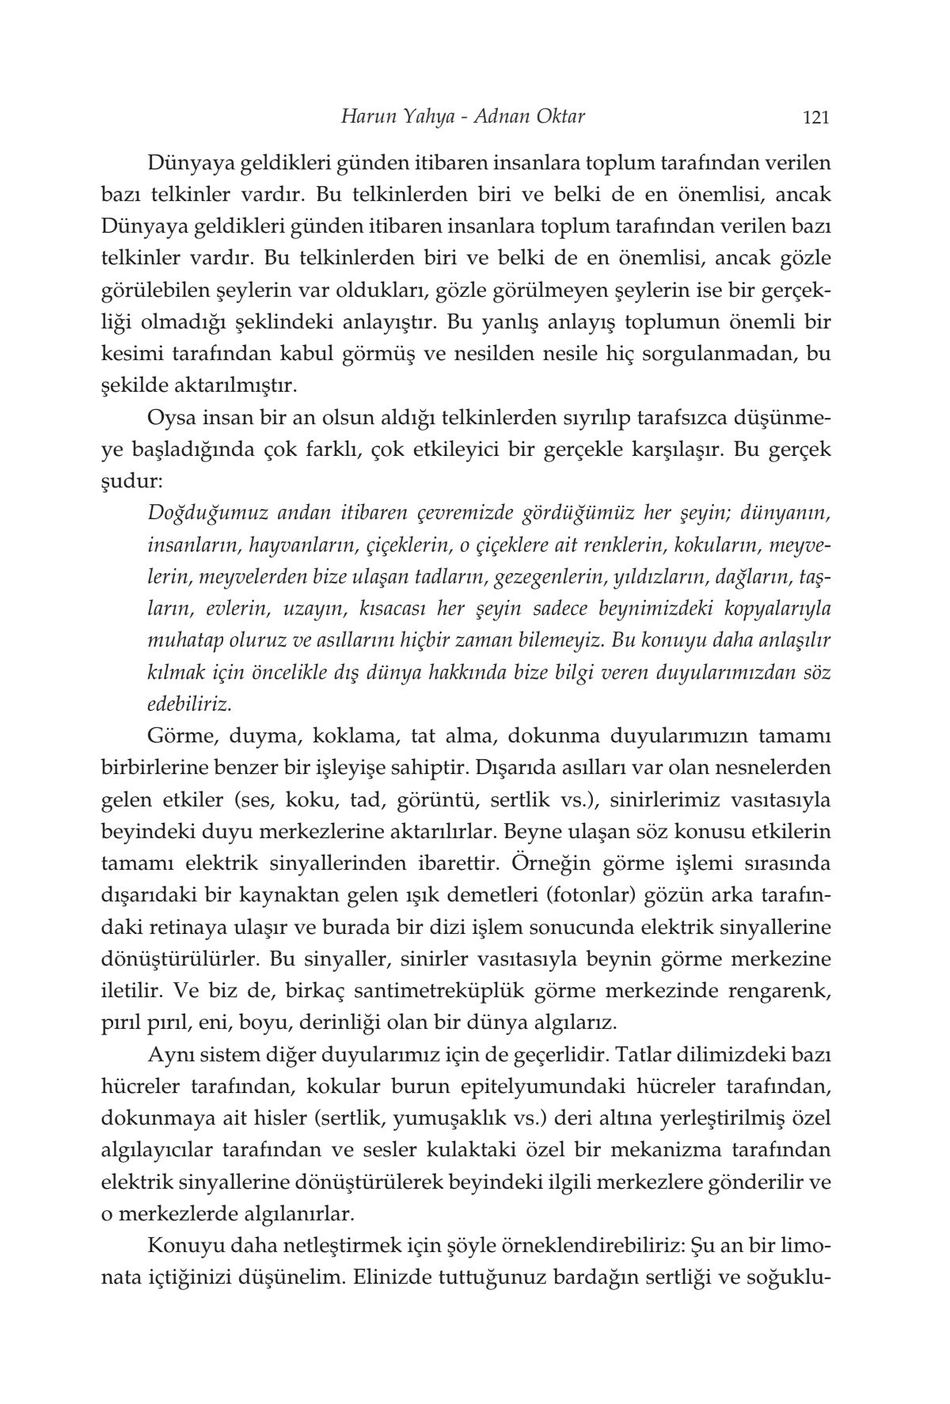 Harun Yahya - Adnan Oktar 121
Dünyaya geldikleri günden itibaren insanlara toplum tarafından verilen
bazı telkinler vardır. Bu telkinlerden biri ve belki de en önemlisi, ancak
Dünyaya geldikleri günden itibaren insanlara toplum tarafından verilen bazı
telkinler vardır. Bu telkinlerden biri ve belki de en önemlisi, ancak gözle
görülebilen şeylerin var oldukları, gözle görülmeyen şeylerin ise bir gerçek-
liği olmadığı şeklindeki anlayıştır. Bu yanlış anlayış toplumun önemli bir
kesimi tarafından kabul görmüş ve nesilden nesile hiç sorgulanmadan, bu
şekilde aktarılmıştır.
Oysa insan bir an olsun aldığı telkinlerden sıyrılıp tarafsızca düşünme-
ye başladığında çok farklı, çok etkileyici bir gerçekle karşılaşır. Bu gerçek
şudur:
Doğduğumuz andan itibaren çevremizde gördüğümüz her şeyin; dünyanın,
insanların, hayvanların, çiçeklerin, o çiçeklere ait renklerin, kokuların, meyve-
lerin, meyvelerden bize ulaşan tadların, gezegenlerin, yıldızların, dağların, taş-
ların, evlerin, uzayın, kısacası her şeyin sadece beynimizdeki kopyalarıyla
muhatap oluruz ve asıllarını hiçbir zaman bilemeyiz. Bu konuyu daha anlaşılır
kılmak için öncelikle dış dünya hakkında bize bilgi veren duyularımızdan söz
edebiliriz.
Görme, duyma, koklama, tat alma, dokunma duyularımızın tamamı
birbirlerine benzer bir işleyişe sahiptir. Dışarıda asılları var olan nesnelerden
gelen etkiler (ses, koku, tad, görüntü, sertlik vs.), sinirlerimiz vasıtasıyla
beyindeki duyu merkezlerine aktarılırlar. Beyne ulaşan söz konusu etkilerin
tamamı elektrik sinyallerinden ibarettir. Örneğin görme işlemi sırasında
dışarıdaki bir kaynaktan gelen ışık demetleri (fotonlar) gözün arka tarafın-
daki retinaya ulaşır ve burada bir dizi işlem sonucunda elektrik sinyallerine
dönüştürülürler. Bu sinyaller, sinirler vasıtasıyla beynin görme merkezine
iletilir. Ve biz de, birkaç santimetreküplük görme merkezinde rengarenk,
pırıl pırıl, eni, boyu, derinliği olan bir dünya algılarız.
Aynı sistem diğer duyularımız için de geçerlidir. Tatlar dilimizdeki bazı
hücreler tarafından, kokular burun epitelyumundaki hücreler tarafından,
dokunmaya ait hisler (sertlik, yumuşaklık vs.) deri altına yerleştirilmiş özel
algılayıcılar tarafından ve sesler kulaktaki özel bir mekanizma tarafından
elektrik sinyallerine dönüştürülerek beyindeki ilgili merkezlere gönderilir ve
o merkezlerde algılanırlar.
Konuyu daha netleştirmek için şöyle örneklendirebiliriz: Şu an bir limo-
nata içtiğinizi düşünelim. Elinizde tuttuğunuz bardağın sertliği ve soğuklu-